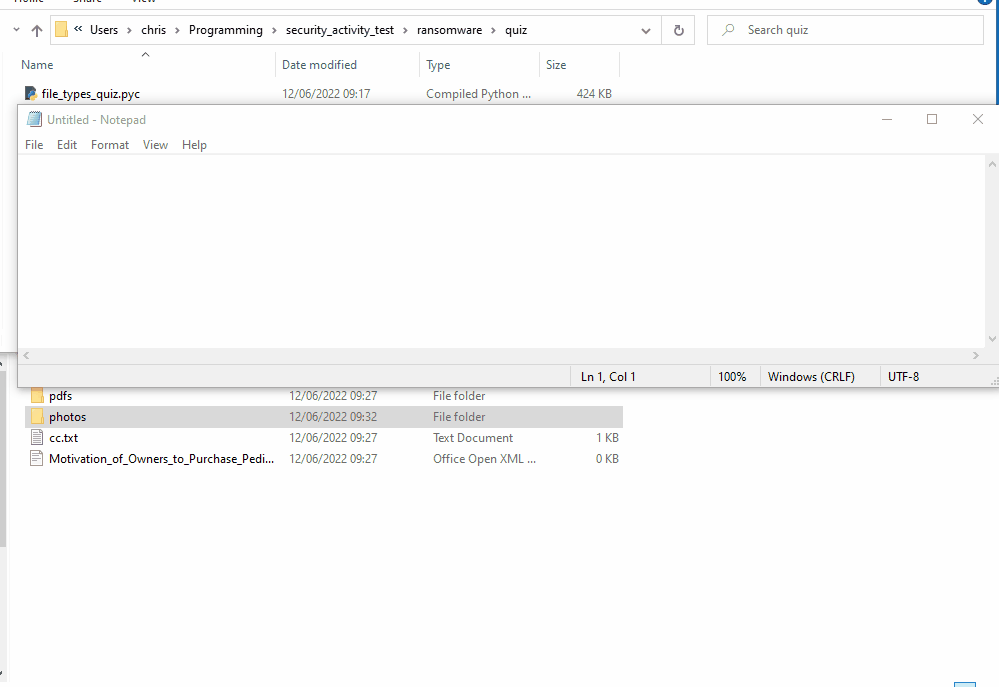 Users > chris > Programming > security_activity_test > ransomware > quiz
Search quiz
Name Date modified Type Size
file_types_quiz.pyc 12/06/2022 09:17 Compiled Python ... 424 KB
Untitled - Notepad
File Edit Format View Help
Ln 1, Col 1 100% Windows (CRLF) UTF-8
pdfs 12/06/2022 09:27 File folder
photos 12/06/2022 09:32 File folder
cc.txt 12/06/2022 09:27 Text Document 1 KB
Motivation_of_Owners_to_Purchase_Pedi... 12/06/2022 09:27 Office Open XML ... 0 KB